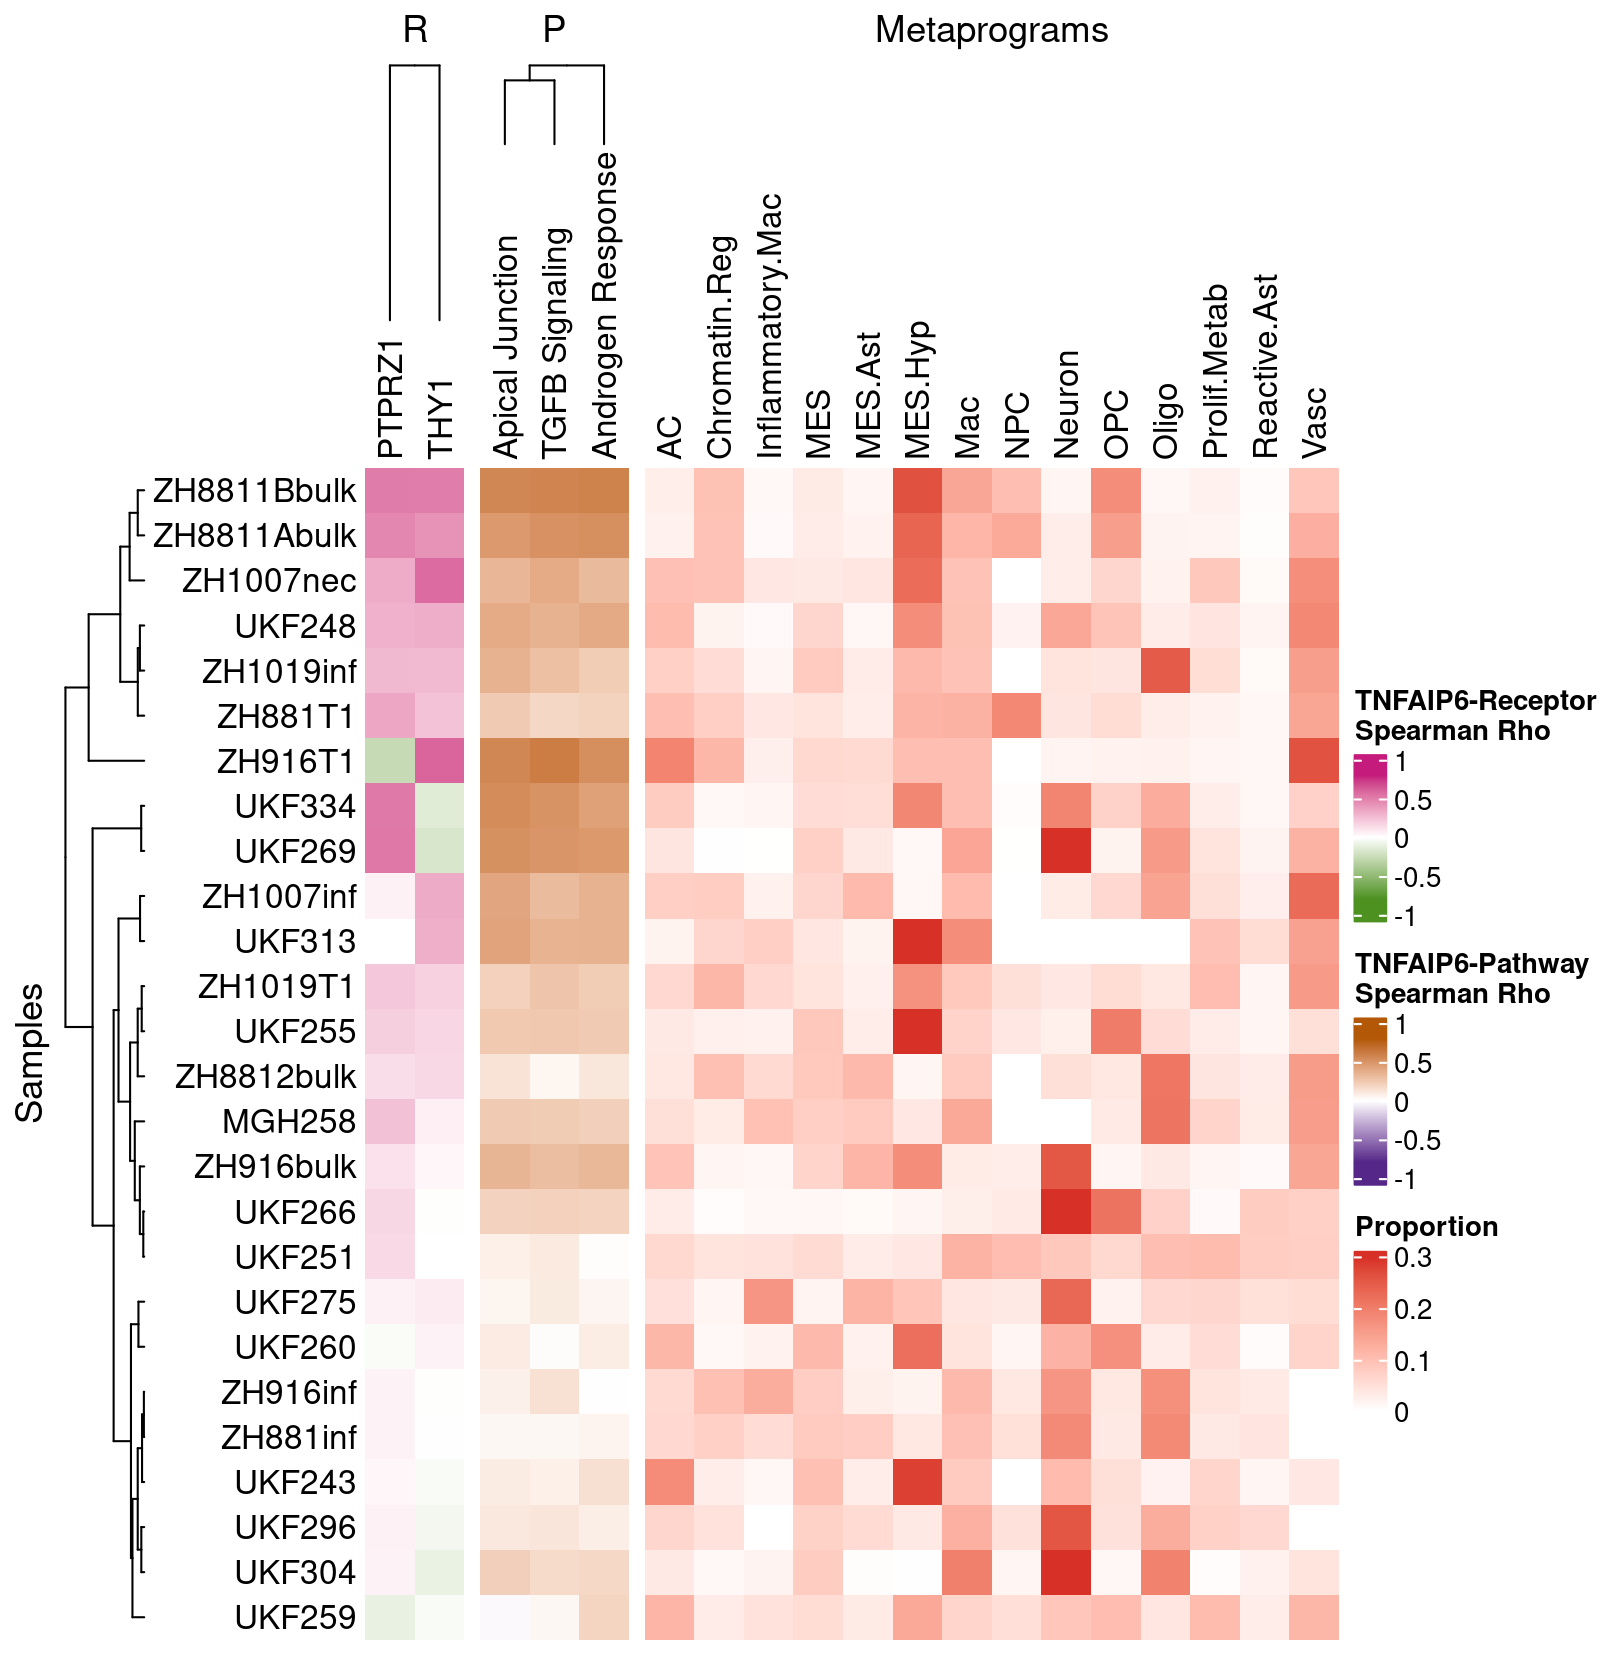 R P Metaprograms
PTPRZ1
THY1
Apical Junction
TGFB Signaling
Androgen Response
AC
Chromatin.Reg
Inflammatory.Mac
MES
MES.Ast
MES.Hyp
Mac
NPC
Neuron
OPC
Oligo
Prolif.Metab
Reactive.Ast
Vasc
Samples
ZH8811Bbulk
ZH8811Abulk
ZH1007nec
UKF248
ZH1019inf
ZH881T1
ZH916T1
UKF334
UKF269
ZH1007inf
UKF313
ZH1019T1
UKF255
ZH8812bulk
MGH258
ZH916bulk
UKF266
UKF251
UKF275
UKF260
ZH916inf
ZH881inf
UKF243
UKF296
UKF304
UKF259
TNFAIP6-Receptor
Spearman Rho
1
0.5
0
-0.5
-1
TNFAIP6-Pathway
Spearman Rho
1
0.5
0
-0.5
-1
Proportion
0.3
0.2
0.1
0